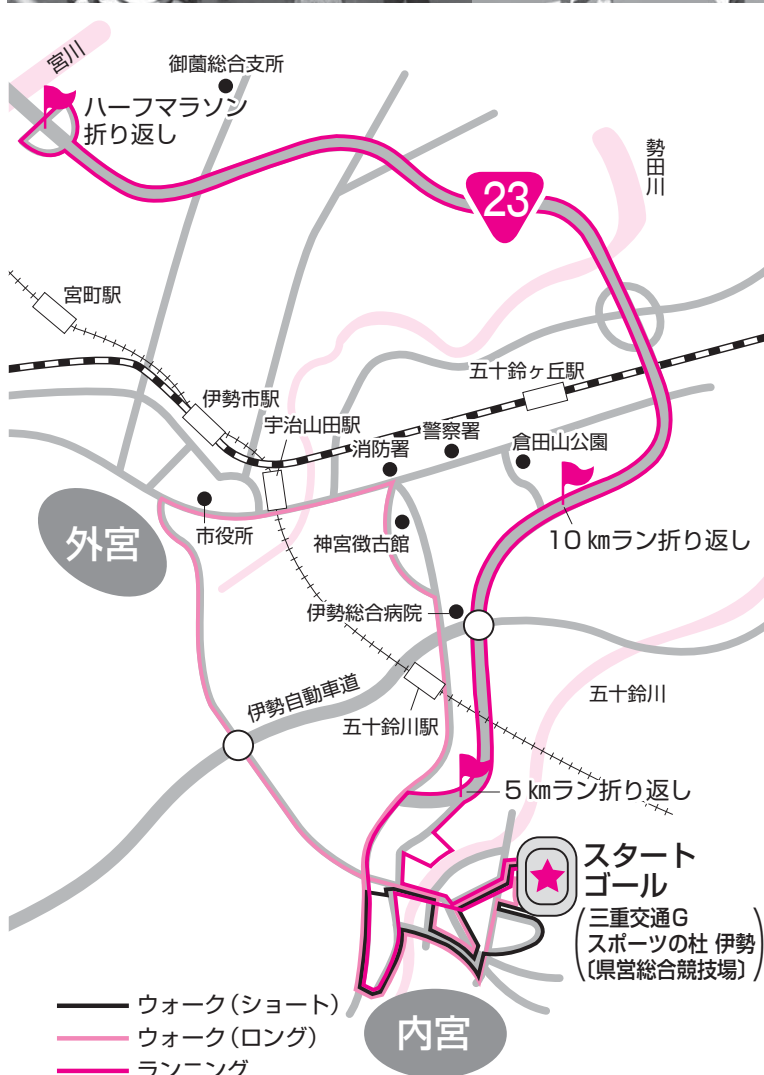 宮川
御薗総合支所
ハーフマラソン
折り返し
勢田川
23
宮町駅
五十鈴ヶ丘駅
伊勢市駅
宇治山田駅
消防署
警察署
倉田山公園
外宮
市役所
神宮徴古館
10㎞ラン折り返し
伊勢総合病院
伊勢自動車道
五十鈴川駅
五十鈴川
5㎞ラン折り返し
スタート
ゴール
(三重交通G
スポーツの杜 伊勢
〔県営総合競技場〕)
ウォーク(ショート)
ウォーク(ロング)
ランニング
内宮